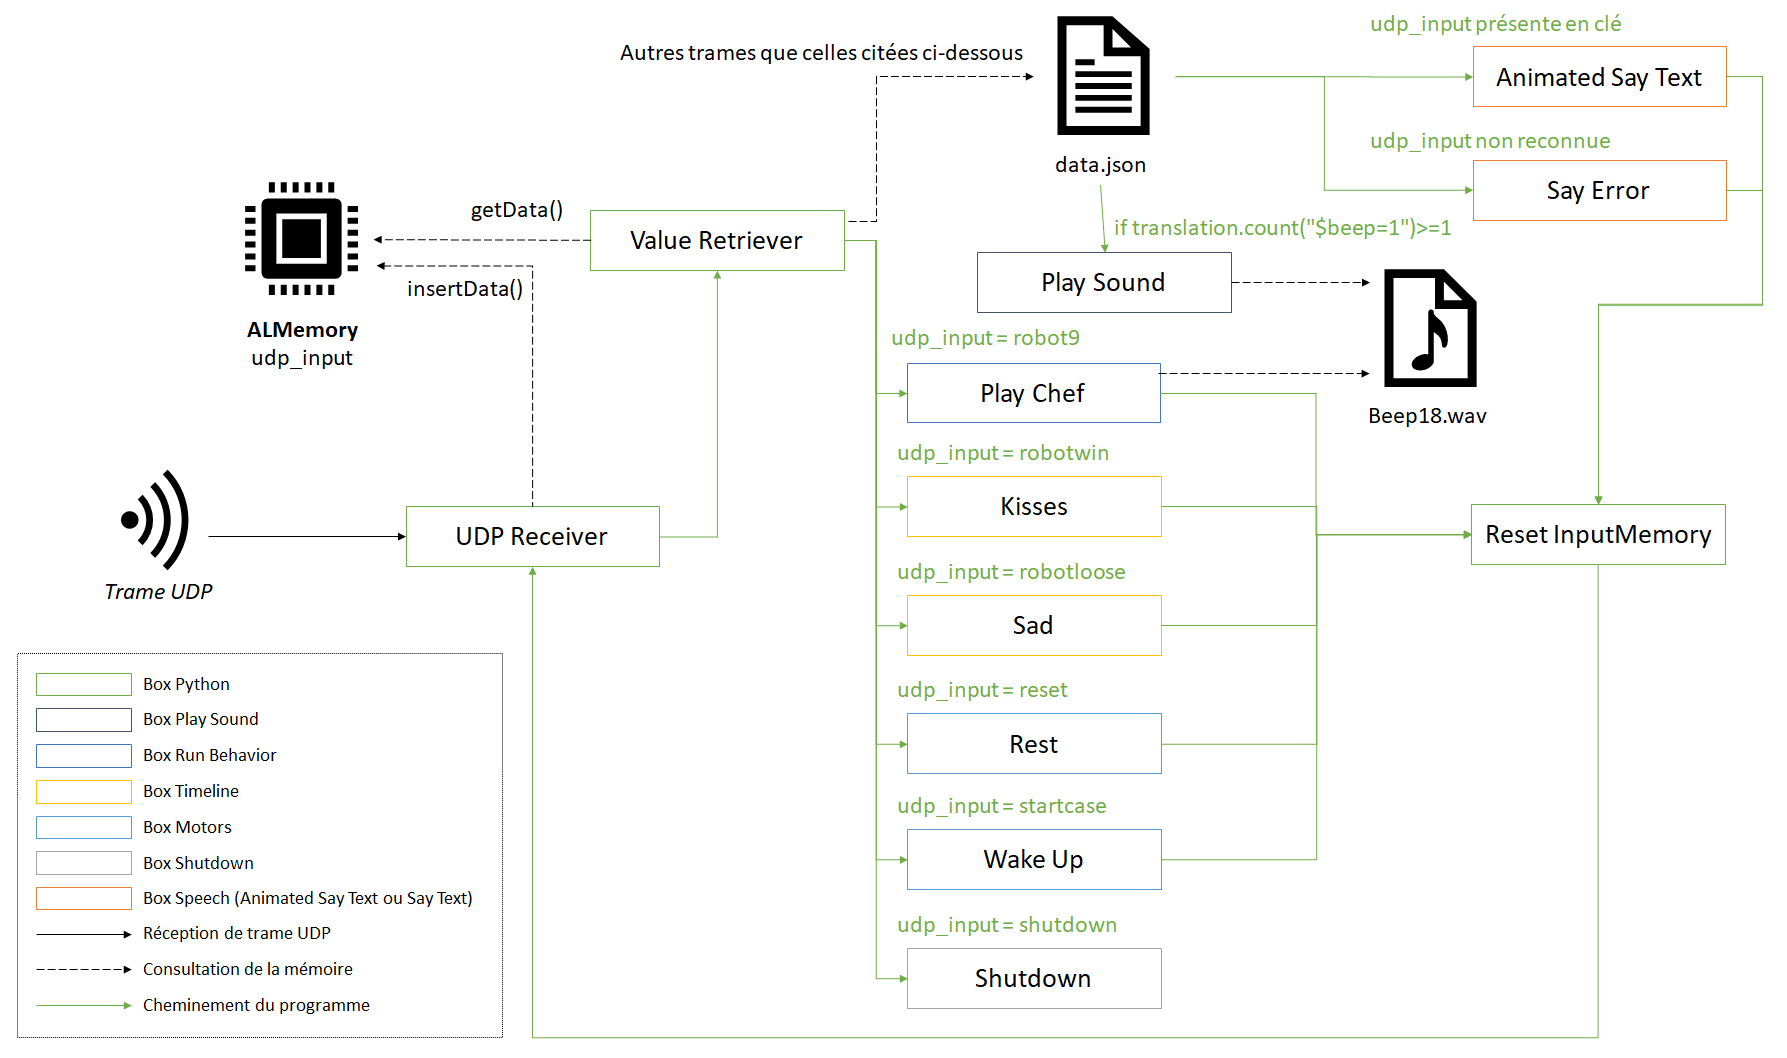 udp_input présente en clé
Autres trames que celles citées ci-dessous
Animated Say Text
udp_input non reconnue
data.json
Say Error
getData()
if translation.count("$beep=1")>=1
Value Retriever
Play Sound
insertData()
ALMemory
udp_input
udp_input = robot9
Play Chef
Beep18.wav
udp_input = robotwin
Kisses
UDP Receiver
Reset InputMemory
Trame UDP
udp_input = robotloose
Sad
udp_input = reset
Rest
udp_input = startcase
Wake Up
udp_input = shutdown
Shutdown
Box Python
Box Play Sound
Box Run Behavior
Box Timeline
Box Motors
Box Shutdown
Box Speech (Animated Say Text ou Say Text)
Réception de trame UDP
Consultation de la mémoire
Cheminement du programme